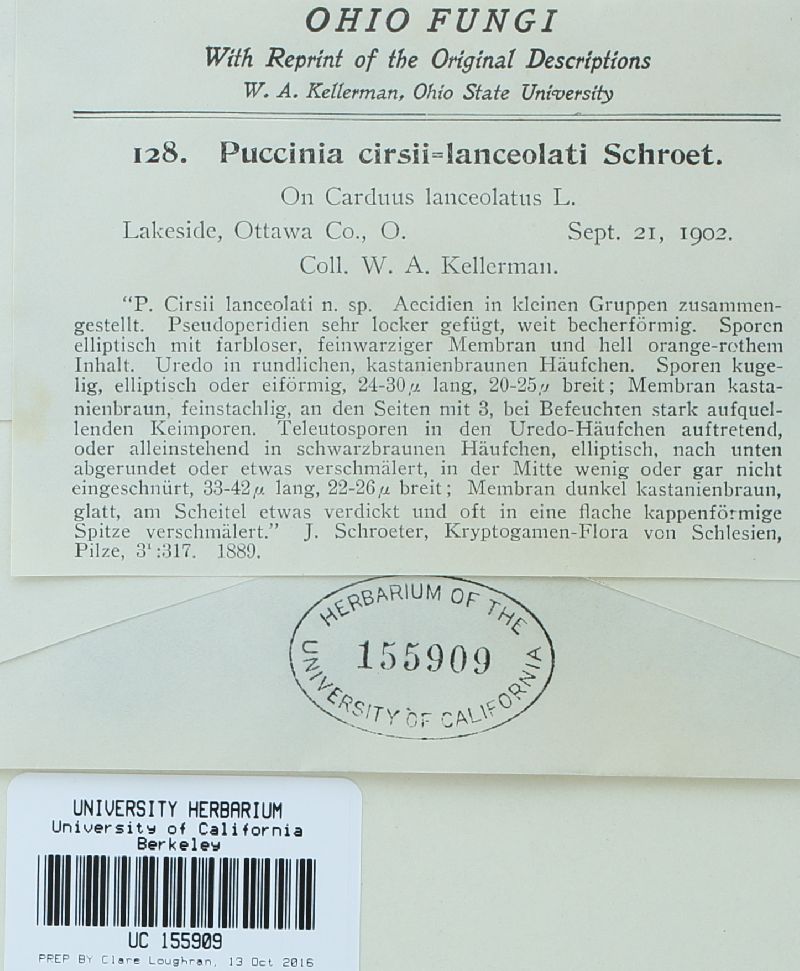 OHIO FUNGI
With Reprint of the Original Descriptions
W. A. Kellerman, Ohio State University
128. Puccinia cirsii=lanceolati Schroet.
On Carduus lanceolatus L.
Lakeside, Ottawa Co., O. Sept. 21, 1902.
Coll. W. A. Kellerman.
“P. Cirsii lanceolati n. sp. Aecidien in kleinen Gruppen zusammen-
gestellt. Pseudoperidien sehr locker gefügt, weit becherförmig. Sporen
elliptisch mit farbloser, feinwarziger Membran und hell orange-rothem
Inhalt. Uredo in rundlichen, kastanienbraunen Häufchen. Sporen kuge-
lig, elliptisch oder eiförmig, 24-30µ lang, 20-25µ breit; Membran kasta-
nienbraun, feinstachlig, an den Seiten mit 3, bei Befeuchten stark aufquel-
lenden Keimporen. Teleutosporen in den Uredo-Häufchen auftretend,
oder alleinstehend in schwarzbraunen Häufchen, elliptisch, nach unten
abgerundet oder etwas verschmälert, in der Mitte wenig oder gar nicht
eingeschnürt, 33-42µ lang, 22-26µ breit; Membran dunkel kastanienbraun,
glatt, am Scheitel etwas verdickt und oft in eine flache kappenförmige
Spitze verschmälert.” J. Schroeter, Kryptogamen-Flora von Schlesien,
Pilze, 3¹:317. 1889.
HERBARIUM OF THE
155909
UNIVERSITY OF CALIFORNIA
UNIVERSITY HERBARIUM
University of California
Berkeley
UC 155909
PREP BY Clare Loughran, 13 Oct 2016